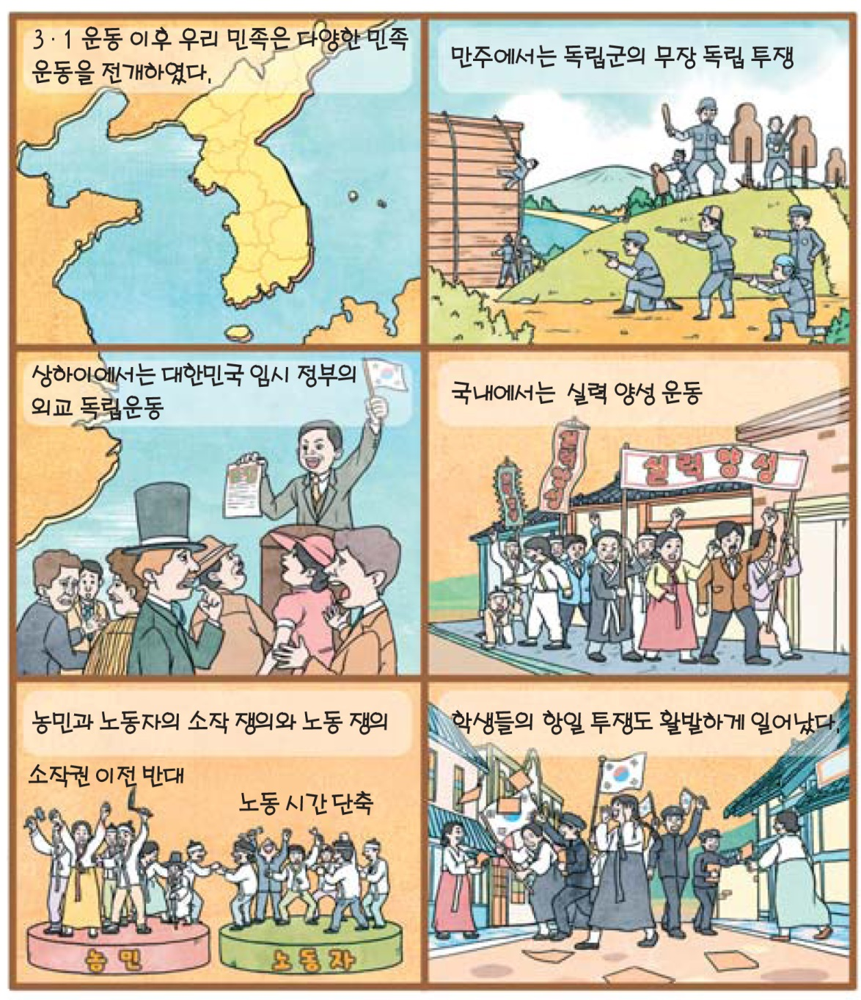 3·1 운동 이후 우리 민족은 다양한 민족
운동을 전개하였다.
만주에서는 독립군의 무장 독립 투쟁
상하이에서는 대한민국 임시 정부의
외교 독립운동
국내에서는 실력 양성 운동
실력양성
실력양성
농민과 노동자의 소작 쟁의와 노동 쟁의
소작권 이전 반대
노동 시간 단축
농민
노동자
학생들의 항일 투쟁도 활발하게 일어났다.